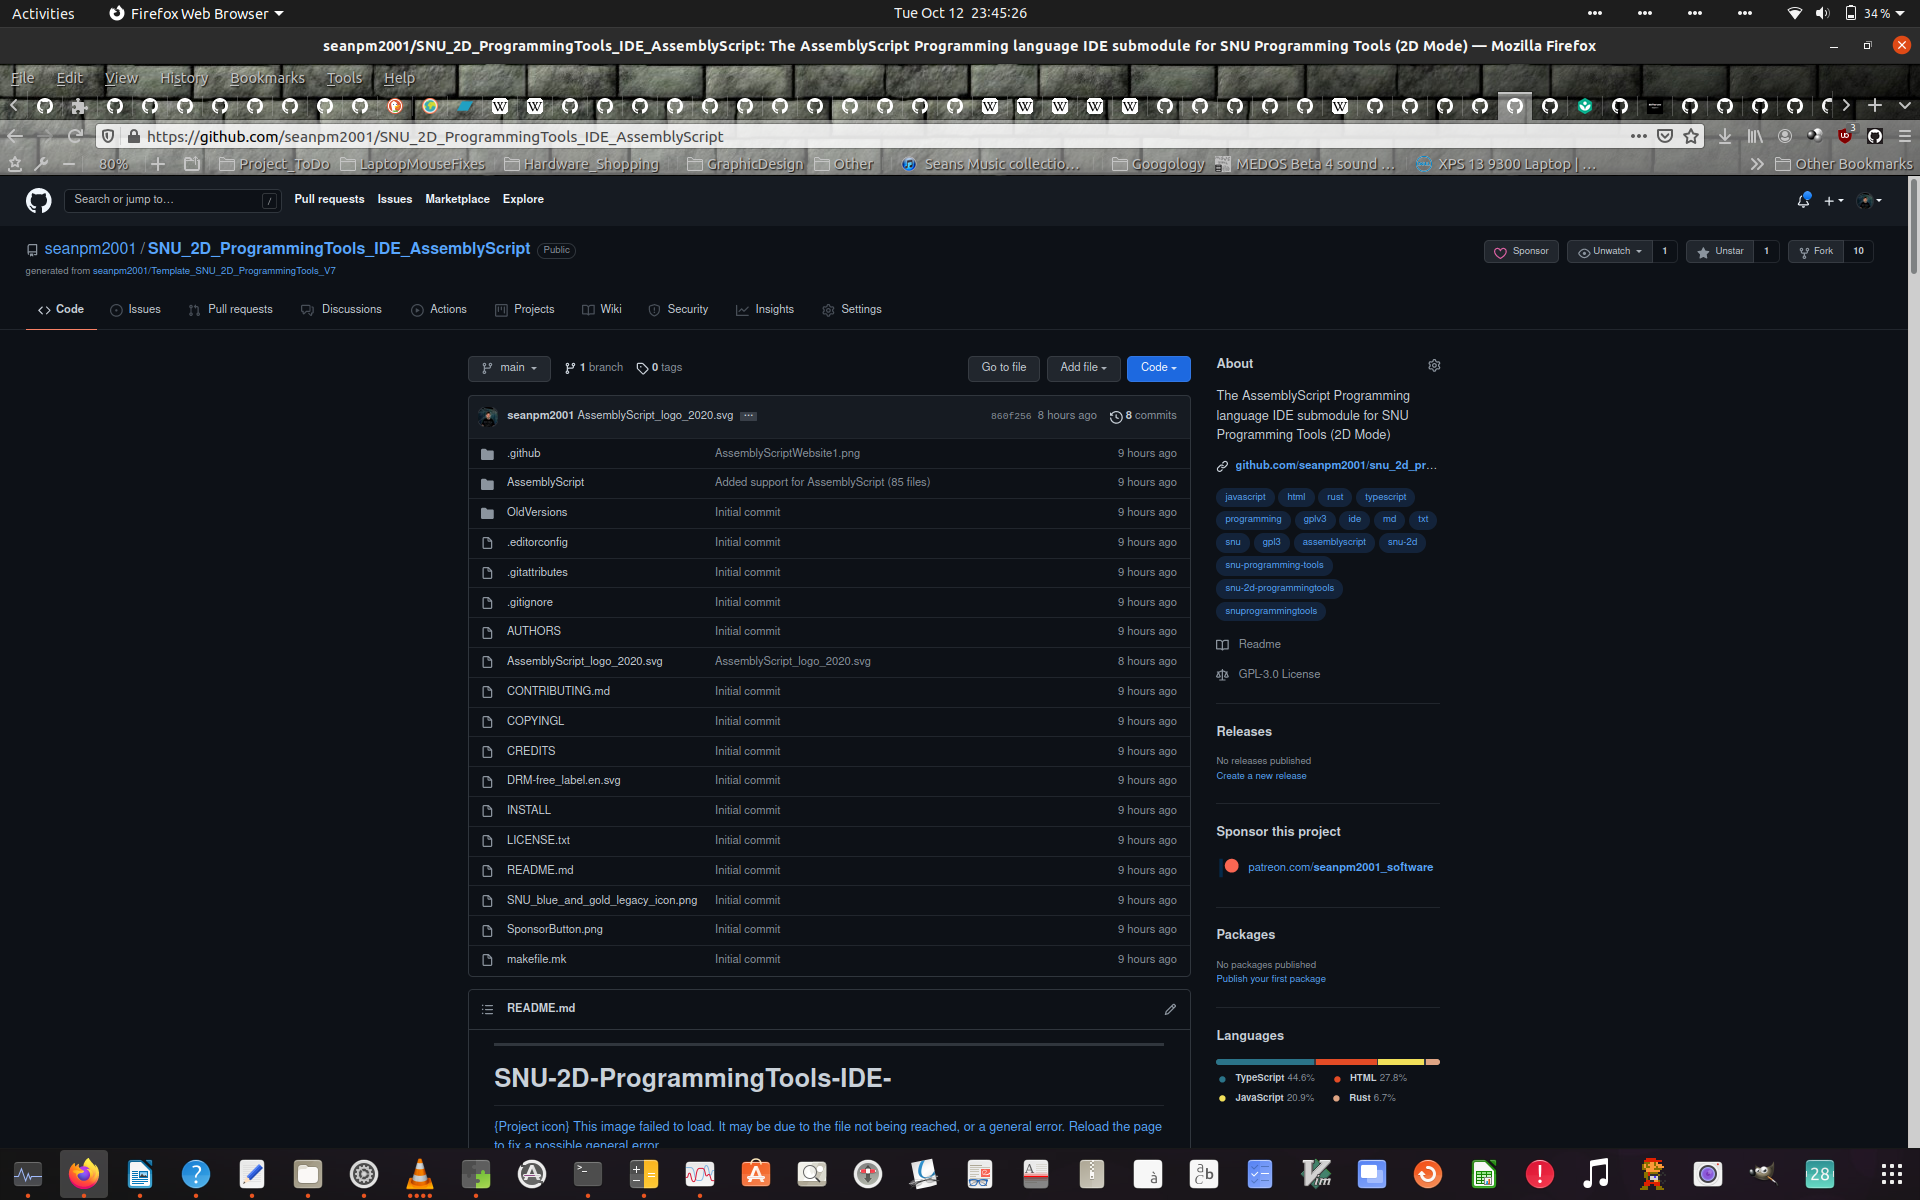 Activities
Firefox Web Browser
Tue Oct 12 23:45:26
34 %
seanpm2001/SNU_2D_ProgrammingTools_IDE_AssemblyScript: The AssemblyScript Programming language IDE submodule for SNU Programming Tools (2D Mode) — Mozilla Firefox
File Edit View History Bookmarks Tools Help
https://github.com/seanpm2001/SNU_2D_ProgrammingTools_IDE_AssemblyScript
3
80% Project_ToDo LaptopMouseFixes Hardware_Shopping GraphicDesign Other Seans Music collectio… Googology MEDOS Beta 4 sound … XPS 13 9300 Laptop | … Other Bookmarks
Search or jump to… / Pull requests Issues Marketplace Explore
seanpm2001 / SNU_2D_ProgrammingTools_IDE_AssemblyScript Public
generated from seanpm2001/Template_SNU_2D_ProgrammingTools_V7
Sponsor Unwatch 1 Unstar 1 Fork 10
Code Issues Pull requests Discussions Actions Projects Wiki Security Insights Settings
main 1 branch 0 tags Go to file Add file Code
seanpm2001 AssemblyScript_logo_2020.svg ... 860f256 8 hours ago 8 commits
.github AssemblyScriptWebsite1.png 9 hours ago
AssemblyScript Added support for AssemblyScript (85 files) 9 hours ago
OldVersions Initial commit 9 hours ago
.editorconfig Initial commit 9 hours ago
.gitattributes Initial commit 9 hours ago
.gitignore Initial commit 9 hours ago
AUTHORS Initial commit 9 hours ago
AssemblyScript_logo_2020.svg AssemblyScript_logo_2020.svg 8 hours ago
CONTRIBUTING.md Initial commit 9 hours ago
COPYINGL Initial commit 9 hours ago
CREDITS Initial commit 9 hours ago
DRM-free_label.en.svg Initial commit 9 hours ago
INSTALL Initial commit 9 hours ago
LICENSE.txt Initial commit 9 hours ago
README.md Initial commit 9 hours ago
SNU_blue_and_gold_legacy_icon.png Initial commit 9 hours ago
SponsorButton.png Initial commit 9 hours ago
makefile.mk Initial commit 9 hours ago
README.md
SNU-2D-ProgrammingTools-IDE-
{Project icon} This image failed to load. It may be due to the file not being reached, or a general error. Reload the page
to fix a possible general error.
About
The AssemblyScript Programming
language IDE submodule for SNU
Programming Tools (2D Mode)
github.com/seanpm2001/snu_2d_pr…
javascript html rust typescript
programming gplv3 ide md txt
snu gpl3 assemblyscript snu-2d
snu-programming-tools
snu-2d-programmingtools
snuprogrammingtools
Readme
GPL-3.0 License
Releases
No releases published
Create a new release
Sponsor this project
patreon.com/seanpm2001_software
Packages
No packages published
Publish your first package
Languages
TypeScript 44.6% HTML 27.8%
JavaScript 20.9% Rust 6.7%
28